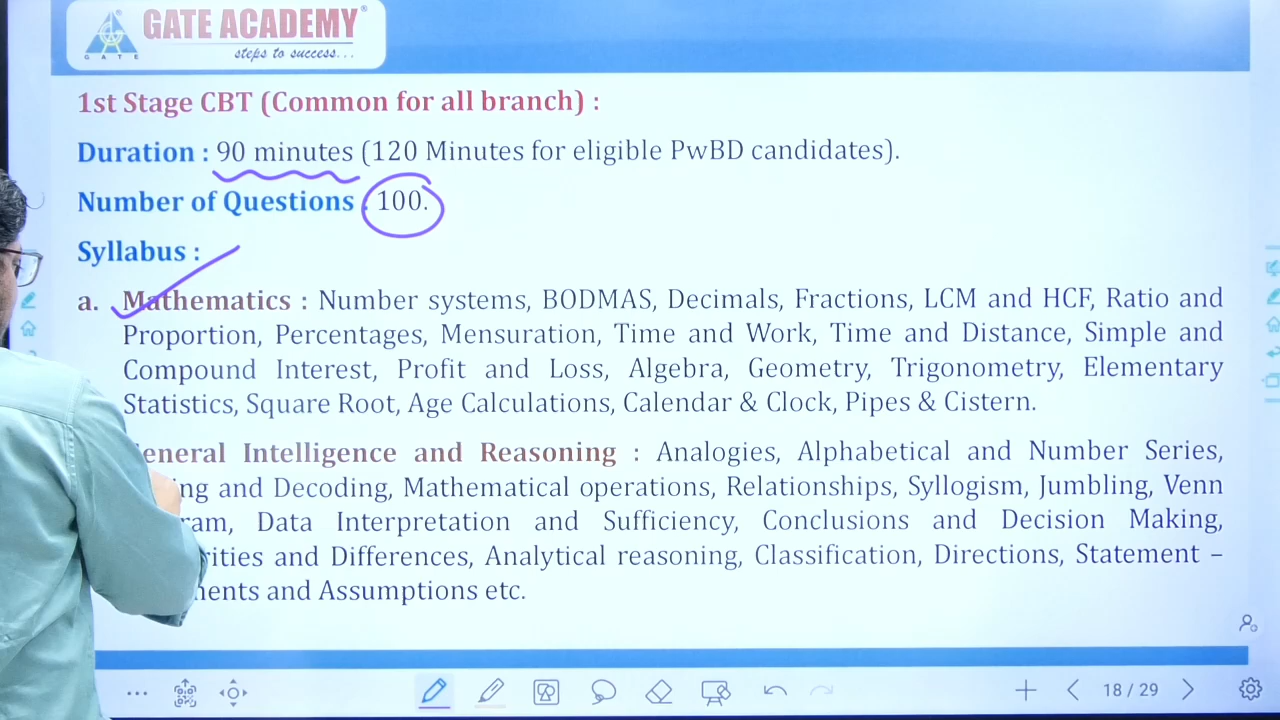 GATE ACADEMY®
steps to success...
GATE
1st Stage CBT (Common for all branch) :
Duration : 90 minutes (120 Minutes for eligible PwBD candidates).
Number of Questions : 100.
Syllabus :
a. Mathematics : Number systems, BODMAS, Decimals, Fractions, LCM and HCF, Ratio and
Proportion, Percentages, Mensuration, Time and Work, Time and Distance, Simple and
Compound Interest, Profit and Loss, Algebra, Geometry, Trigonometry, Elementary
Statistics, Square Root, Age Calculations, Calendar & Clock, Pipes & Cistern.
eneral Intelligence and Reasoning : Analogies, Alphabetical and Number Series,
ng and Decoding, Mathematical operations, Relationships, Syllogism, Jumbling, Venn
ram, Data Interpretation and Sufficiency, Conclusions and Decision Making,
rities and Differences, Analytical reasoning, Classification, Directions, Statement –
ents and Assumptions etc.
18 / 29